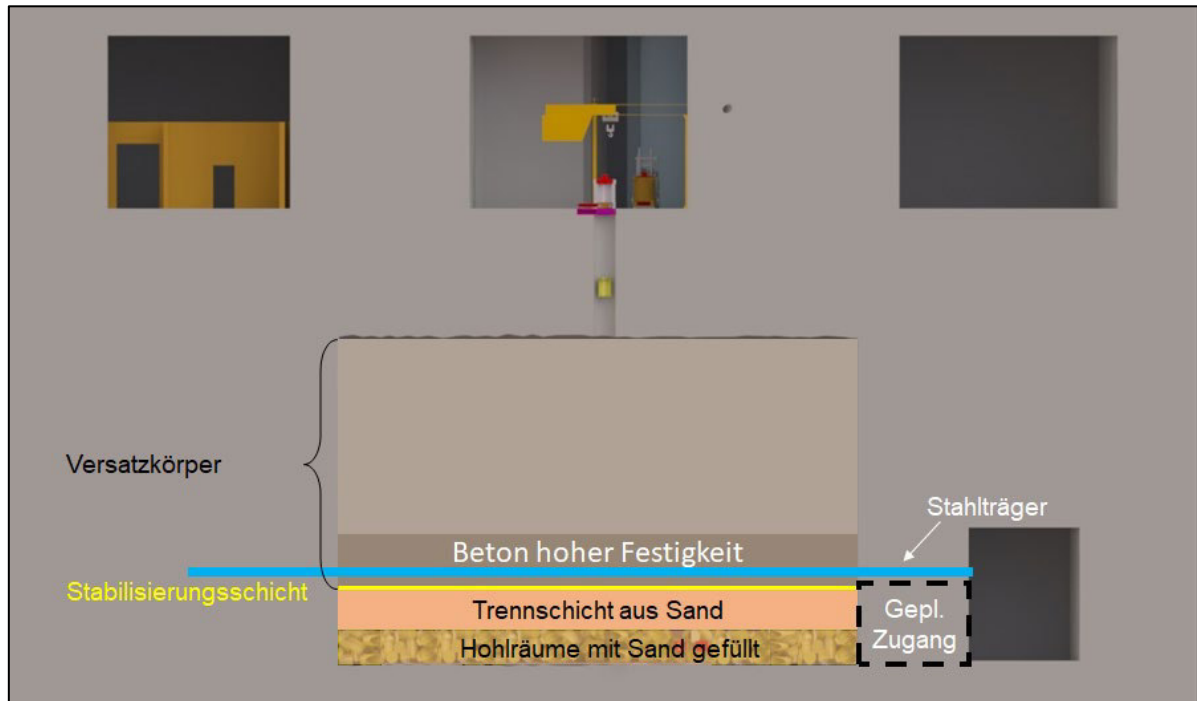 Versatzkörper
Stahlträger
Beton hoher Festigkeit
Stabilisierungsschicht
Trennschicht aus Sand
Gepl.
Zugang
Hohlräume mit Sand gefüllt